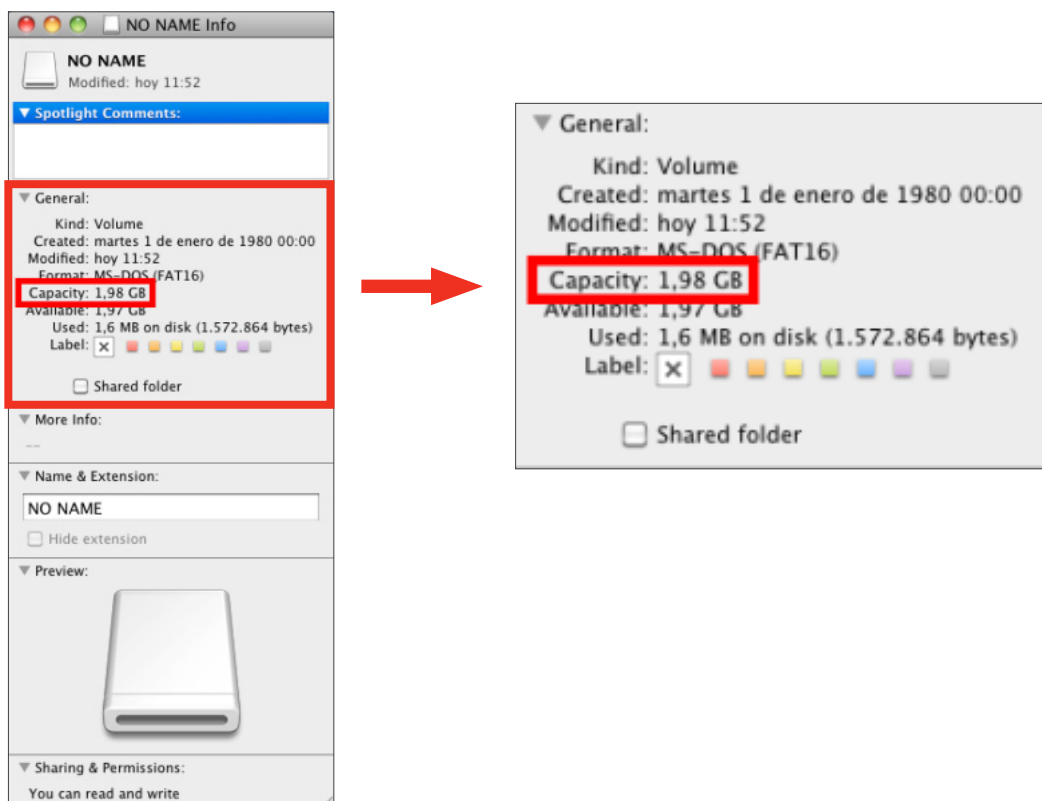 NO NAME Info
NO NAME
Modified: hoy 11:52
Spotlight Comments:
General:
Kind: Volume
Created: martes 1 de enero de 1980 00:00
Modified: hoy 11:52
Format: MS-DOS (FAT16)
Capacity: 1,98 GB
Available: 1,97 GB
Used: 1,6 MB on disk (1.572.864 bytes)
Label:
Shared folder
More Info:
--
Name & Extension:
NO NAME
Hide extension
Preview:
Sharing & Permissions:
You can read and write
General:
Kind: Volume
Created: martes 1 de enero de 1980 00:00
Modified: hoy 11:52
Format: MS-DOS (FAT16)
Capacity: 1,98 GB
Available: 1,97 GB
Used: 1,6 MB on disk (1.572.864 bytes)
Label:
Shared folder